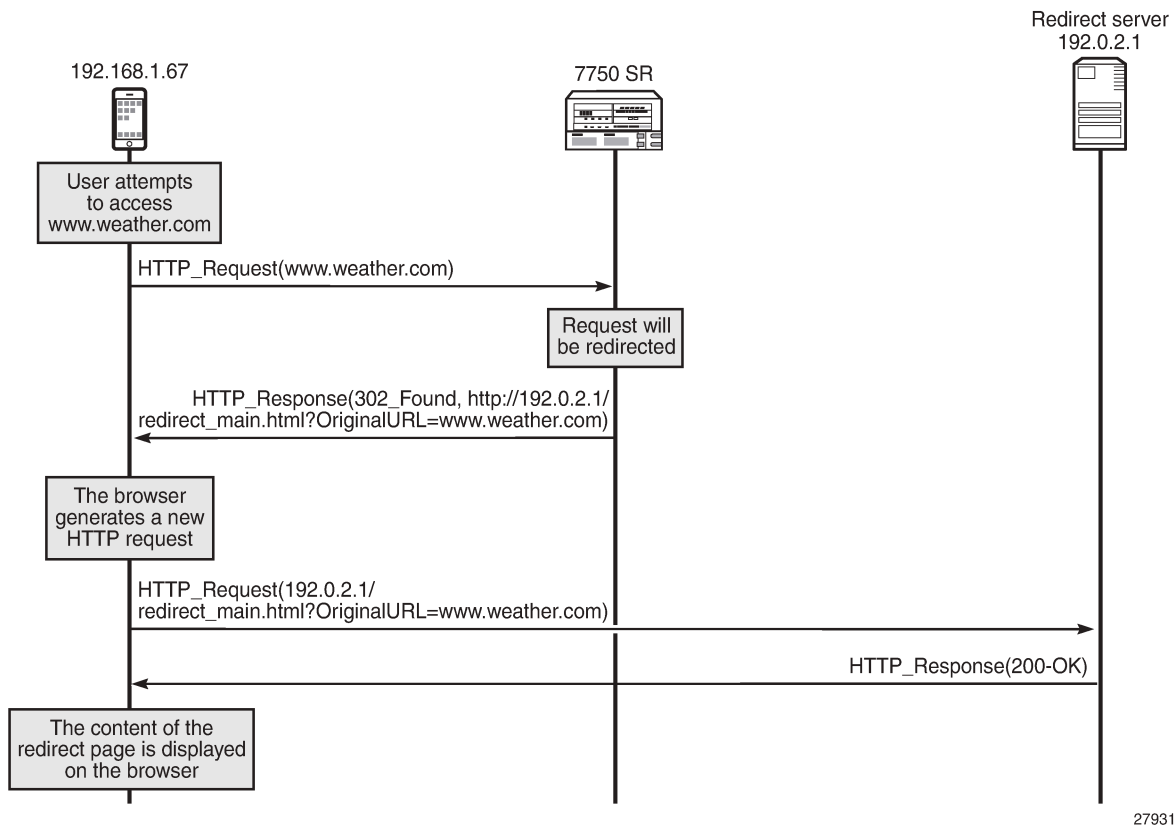 Redirect server
192.0.2.1
192.168.1.67
7750 SR
User attempts
to access
www.weather.com
HTTP_Request(www.weather.com)
Request will
be redirected
HTTP_Response(302_Found, http://192.0.2.1/
redirect_main.html?OriginalURL=www.weather.com)
The browser
generates a new
HTTP request
HTTP_Request(192.0.2.1/
redirect_main.html?OriginalURL=www.weather.com)
HTTP_Response(200-OK)
The content of the
redirect page is displayed
on the browser
27931